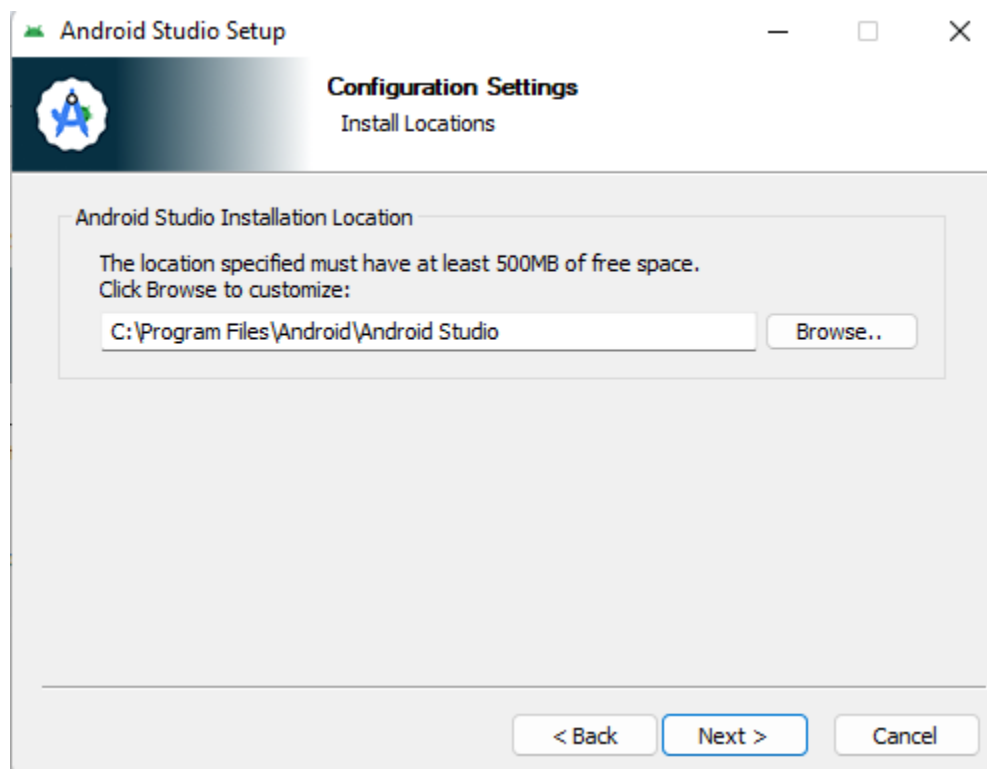 Android Studio Setup
Configuration Settings
Install Locations
Android Studio Installation Location
The location specified must have at least 500MB of free space.
Click Browse to customize:
C:\Program Files\Android\Android Studio
Browse..
< Back
Next >
Cancel